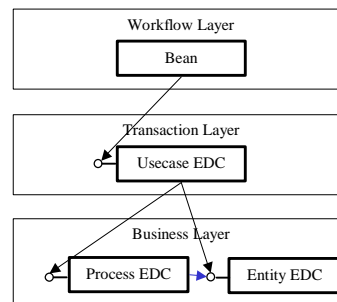 Workflow Layer
Bean
Transaction Layer
Usecase EDC
Business Layer
Process EDC
Entity EDC